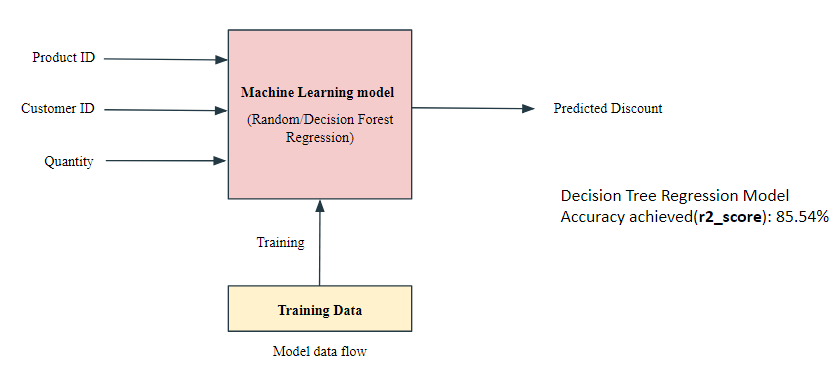 Product ID
Customer ID
Quantity
Machine Learning model
(Random/Decision Forest
Regression)
Predicted Discount
Decision Tree Regression Model
Accuracy achieved(r2_score): 85.54%
Training
Training Data
Model data flow